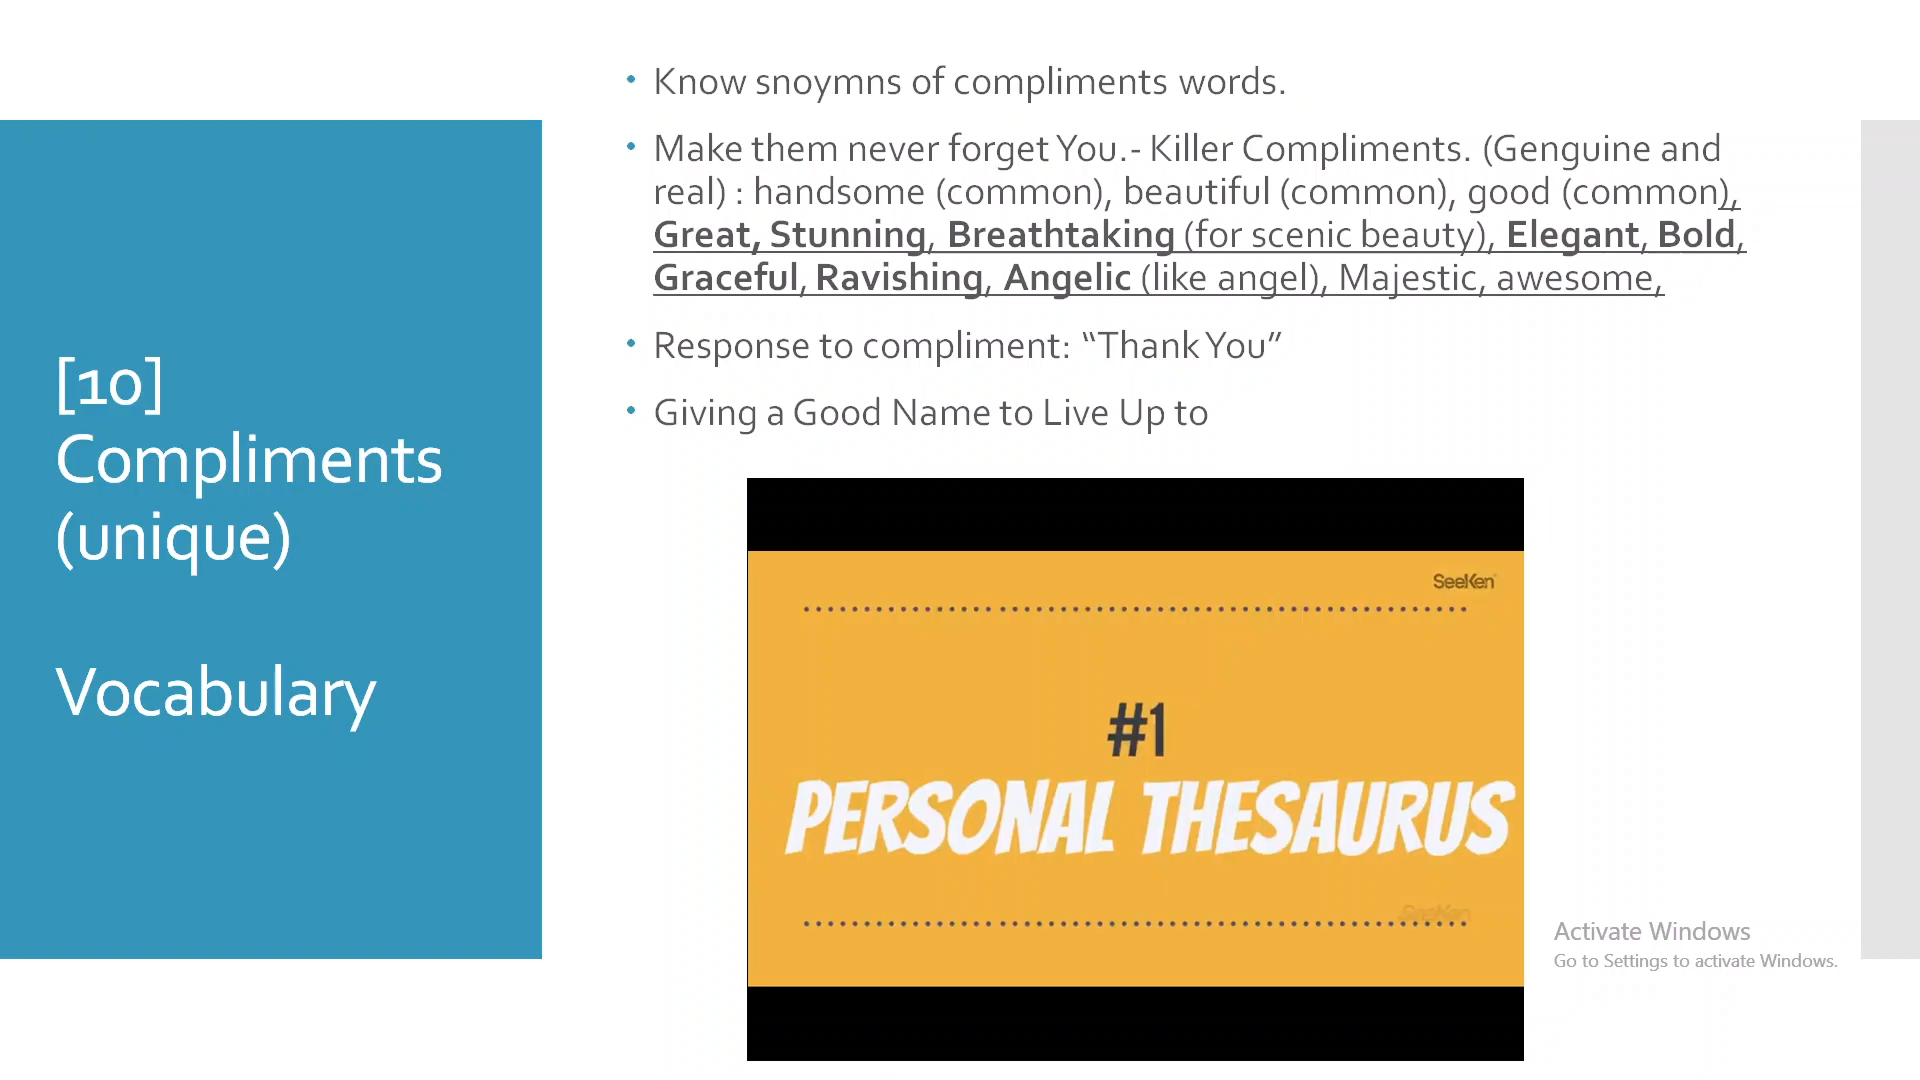 [10]
Compliments
(unique)
Vocabulary
• Know snoymns of compliments words.
• Make them never forget You.- Killer Compliments. (Genguine and
real) : handsome (common), beautiful (common), good (common),
Great, Stunning, Breathtaking (for scenic beauty), Elegant, Bold,
Graceful, Ravishing, Angelic (like angel), Majestic, awesome,
• Response to compliment: “Thank You”
• Giving a Good Name to Live Up to
SeeKen
#1
PERSONAL THESAURUS
SeeKen
Activate Windows
Go to Settings to activate Windows.